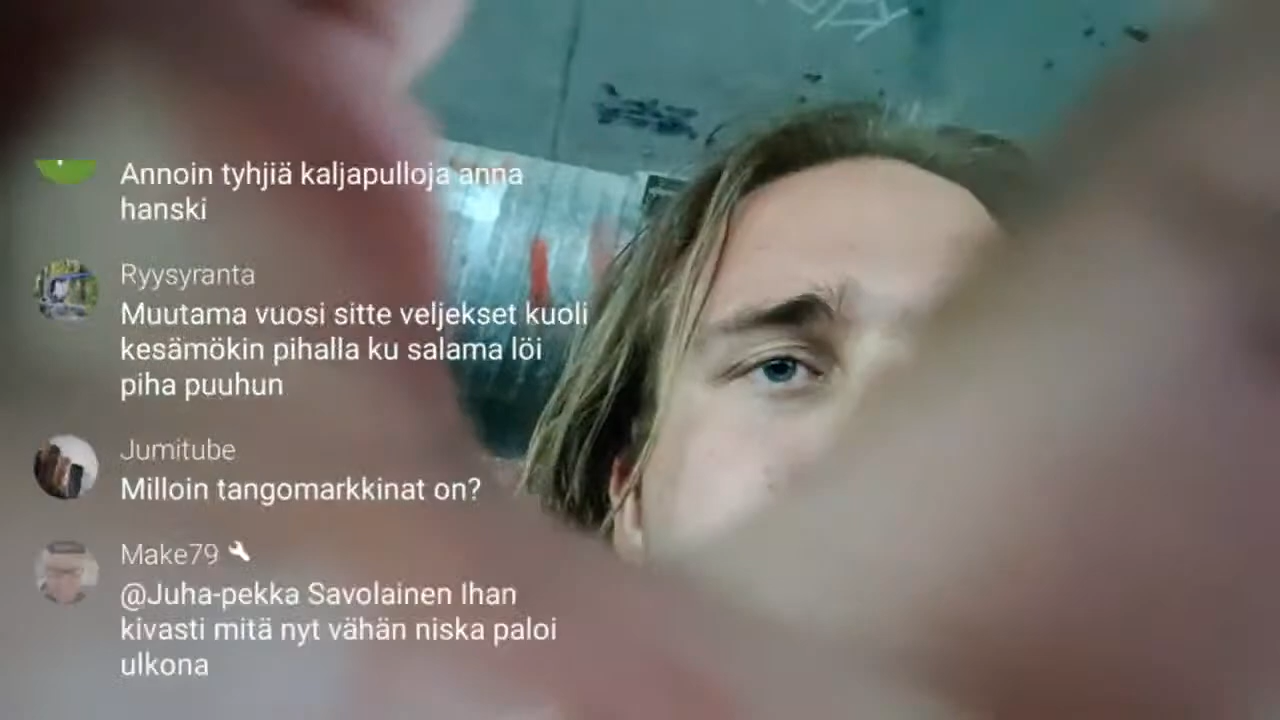 Annoin tyhjiä kaljapulloja anna
hanski
Ryysyranta
Muutama vuosi sitte veljekset kuoli
kesämökin pihalla ku salama löi
piha puuhun
Jumitube
Milloin tangomarkkinat on?
Make79
@Juha-pekka Savolainen Ihan
kivasti mitä nyt vähän niska paloi
ulkona